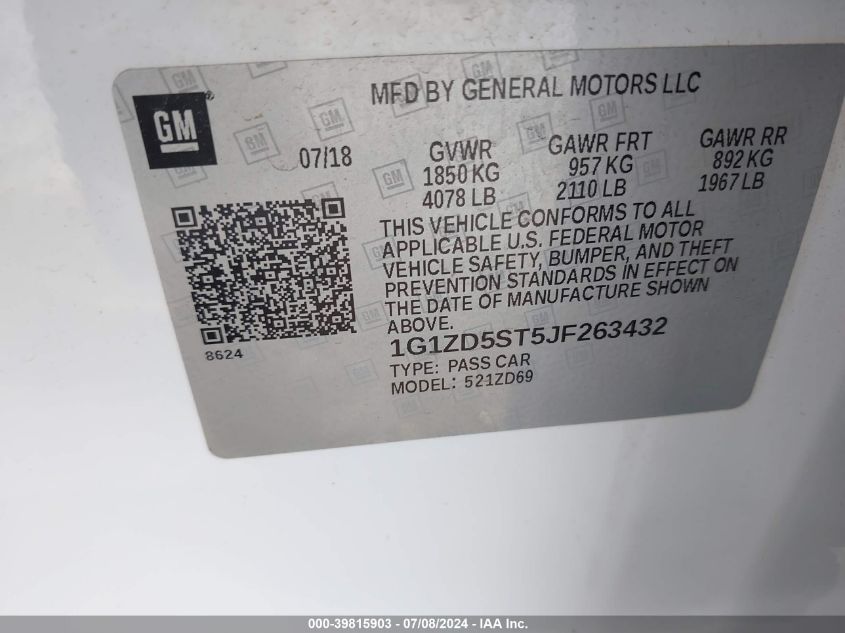 MFD BY GENERAL MOTORS LLC
GM
07/18
GVWR
1850 KG
4078 LB
GAWR FRT
957 KG
2110 LB
GAWR RR
892 KG
1967 LB
THIS VEHICLE CONFORMS TO ALL
APPLICABLE U.S. FEDERAL MOTOR
VEHICLE SAFETY, BUMPER, AND THEFT
PREVENTION STANDARDS IN EFFECT ON
THE DATE OF MANUFACTURE SHOWN
ABOVE.
8624
1G1ZD5ST5JF263432
TYPE: PASS CAR
MODEL: 521ZD69
000-39815903 - 07/08/2024 - IAA Inc.